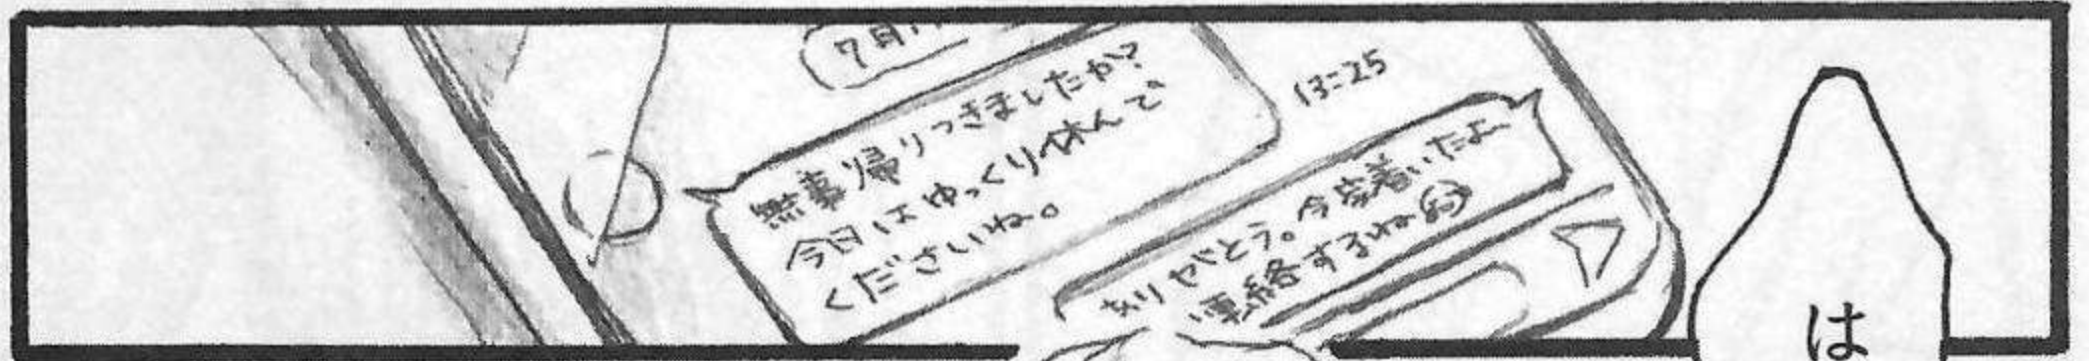 7月
無事帰りつきましたか?
今日はゆっくり休んで
くださいね。
13:25
ありがとう。今家着いたよ
連絡するね
は